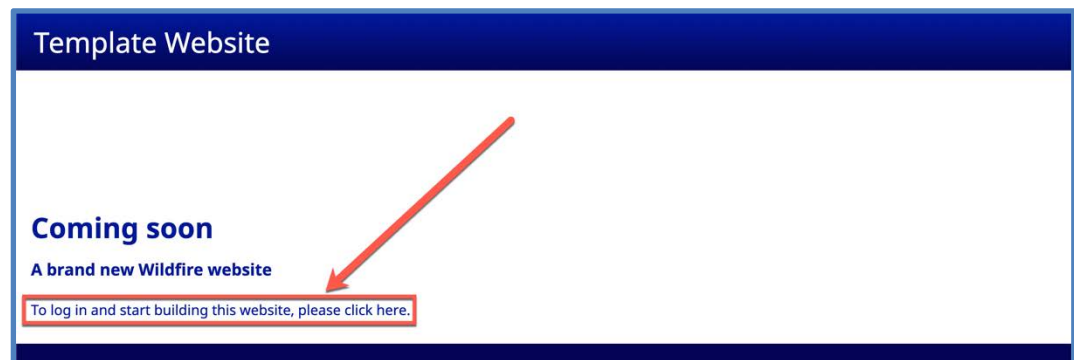 Template Website
Coming soon
A brand new Wildfire website
To log in and start building this website, please click here.